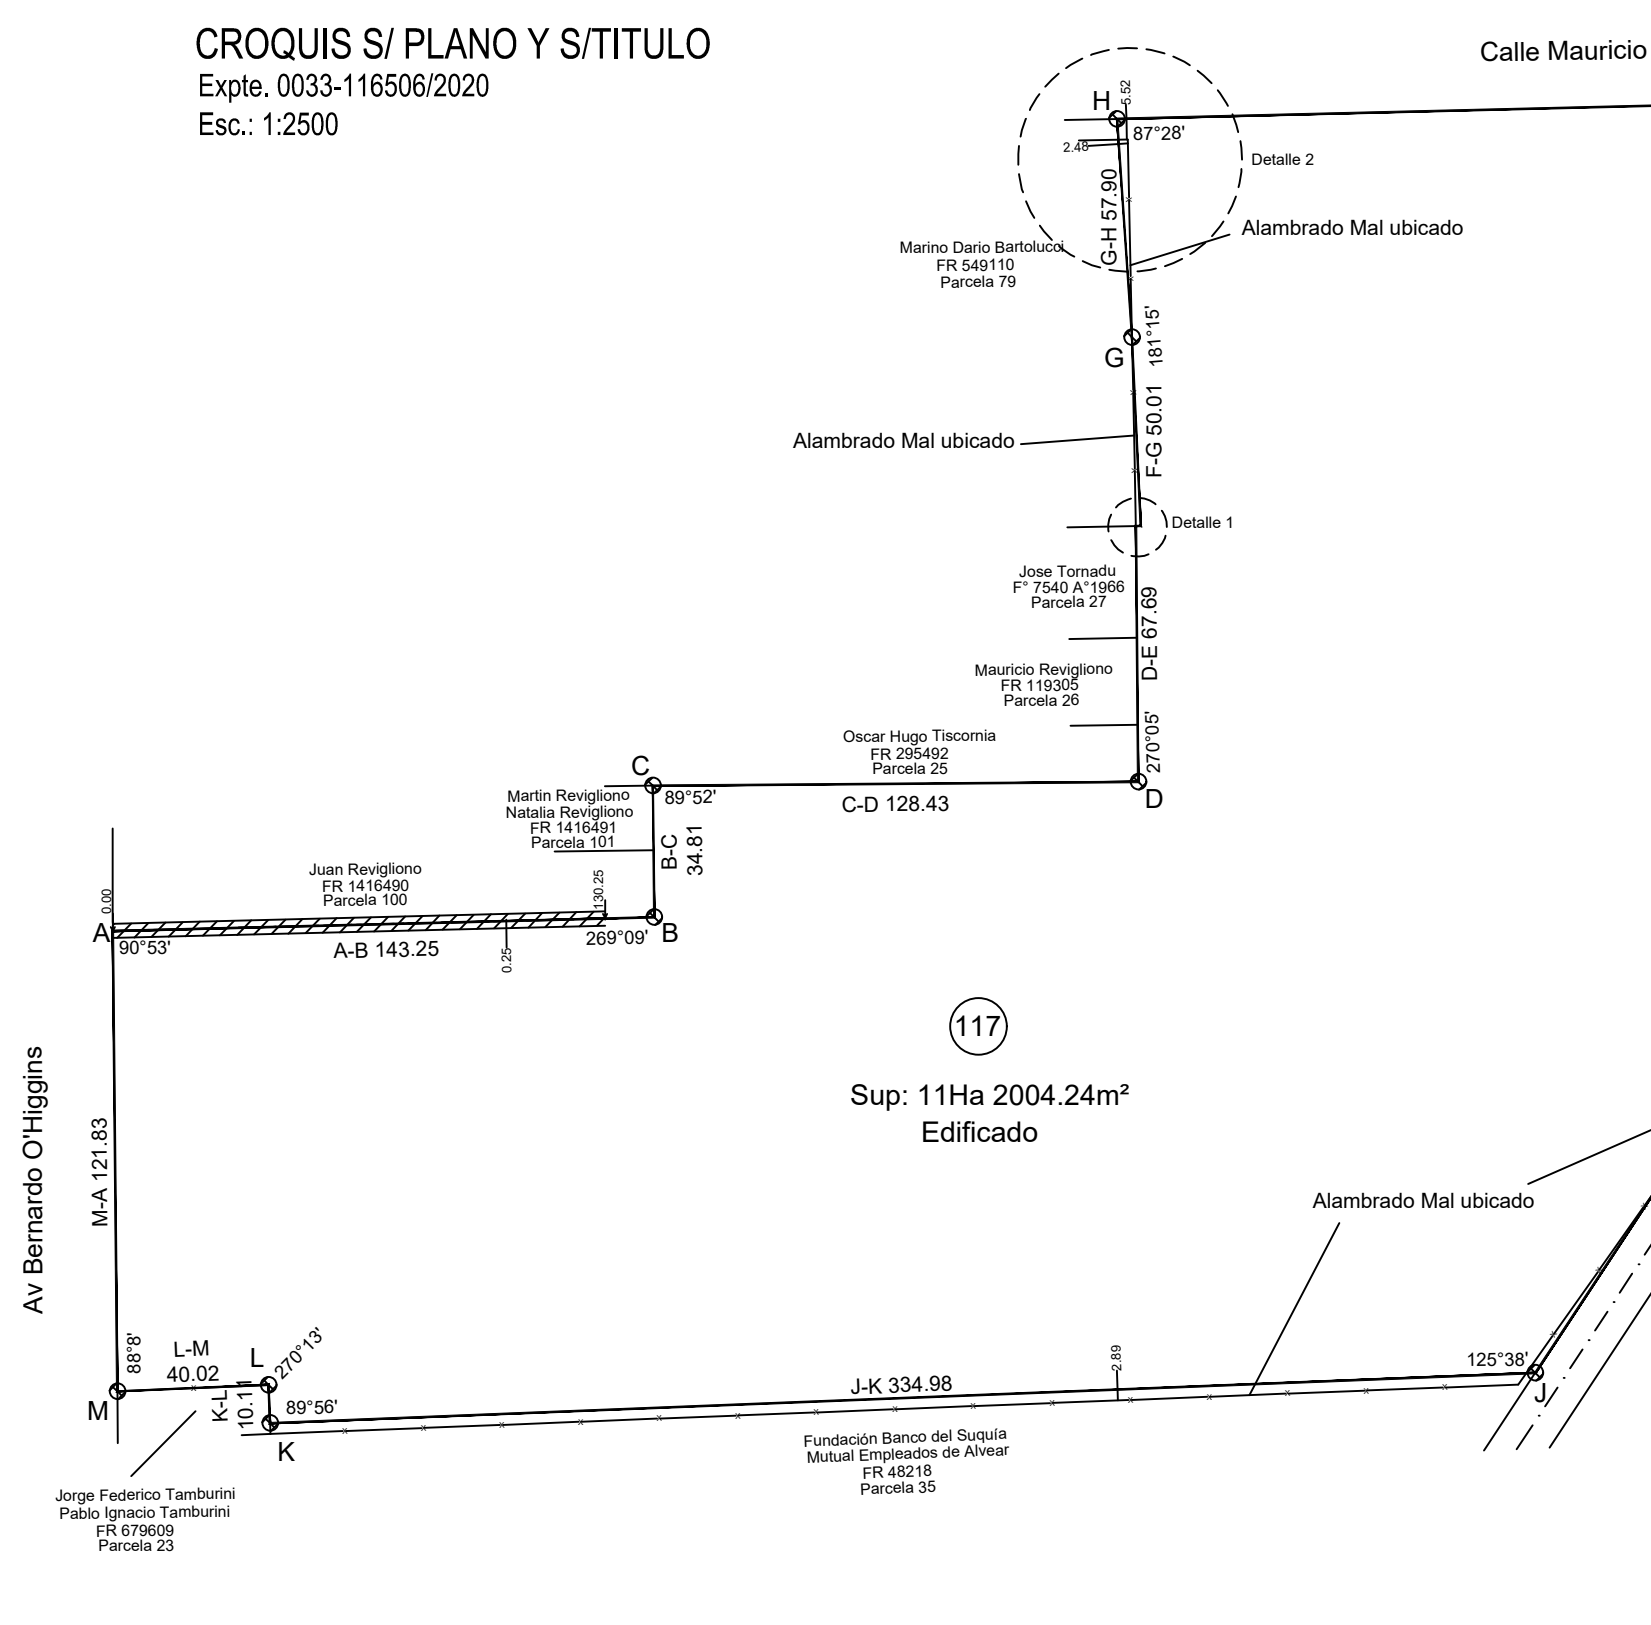 CROQUIS S/ PLANO Y S/TITULO
Expte. 0033-116506/2020
Esc.: 1:2500
Calle Mauricio
H
5.52
87°28'
2.48
Detalle 2
G-H 57.90
Alambrado Mal ubicado
Marino Dario Bartolucci
FR 549110
Parcela 79
G
181°15'
F-G 50.01
Alambrado Mal ubicado
Detalle 1
Jose Tornadu
F° 7540 A°1966
Parcela 27
D-E 67.69
Mauricio Revigliono
FR 119305
Parcela 26
270°05'
Oscar Hugo Tiscornia
FR 295492
Parcela 25
C
89°52'
C-D 128.43
D
Martin Revigliono
Natalia Revigliono
FR 1416491
Parcela 101
B-C
34.81
Juan Revigliono
FR 1416490
Parcela 100
0.00
130.25
A
90°53'
A-B 143.25
0.25
269°09'
B
117
Sup: 11Ha 2004.24m²
Edificado
Av Bernardo O'Higgins
M-A 121.83
Alambrado Mal ubicado
88°8'
L-M
40.02
L
270°13'
M
K-L
10.11
89°56'
K
J-K 334.98
2.89
125°38'
J
Fundación Banco del Suquía
Mutual Empleados de Alvear
FR 48218
Parcela 35
Jorge Federico Tamburini
Pablo Ignacio Tamburini
FR 679609
Parcela 23